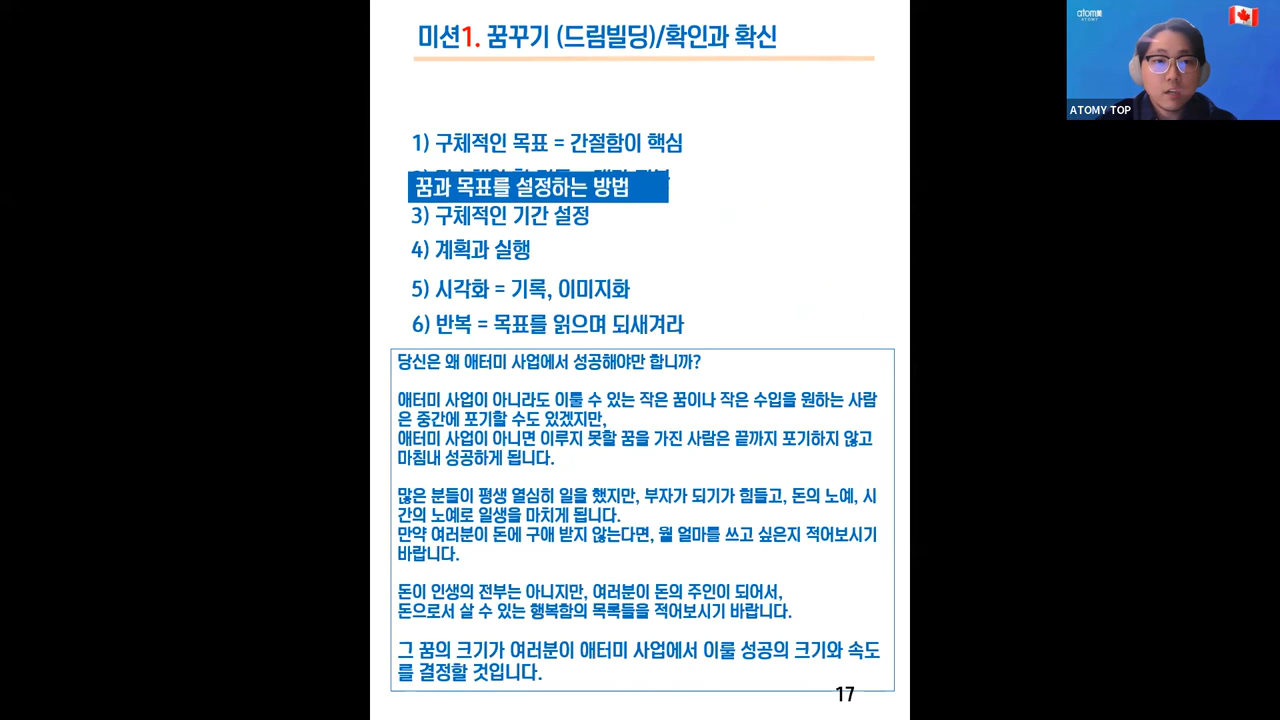 미션1. 꿈꾸기 (드림빌딩)/확인과 확신
atom美
ATOMY
ATOMY TOP
1) 구체적인 목표 = 간절함이 핵심
꿈과 목표를 설정하는 방법
3) 구체적인 기간 설정
4) 계획과 실행
5) 시각화 = 기록, 이미지화
6) 반복 = 목표를 읽으며 되새겨라
당신은 왜 애터미 사업에서 성공해야만 합니까?
애터미 사업이 아니라도 이룰 수 있는 작은 꿈이나 작은 수입을 원하는 사람
은 중간에 포기할 수도 있겠지만,
애터미 사업이 아니면 이루지 못할 꿈을 가진 사람은 끝까지 포기하지 않고
마침내 성공하게 됩니다.
많은 분들이 평생 열심히 일을 했지만, 부자가 되기가 힘들고, 돈의 노예, 시
간의 노예로 일생을 마치게 됩니다.
만약 여러분이 돈에 구애 받지 않는다면, 월 얼마를 쓰고 싶은지 적어보시기
바랍니다.
돈이 인생의 전부는 아니지만, 여러분이 돈의 주인이 되어서,
돈으로서 살 수 있는 행복함의 목록들을 적어보시기 바랍니다.
그 꿈의 크기가 여러분이 애터미 사업에서 이룰 성공의 크기와 속도
를 결정할 것입니다.
17